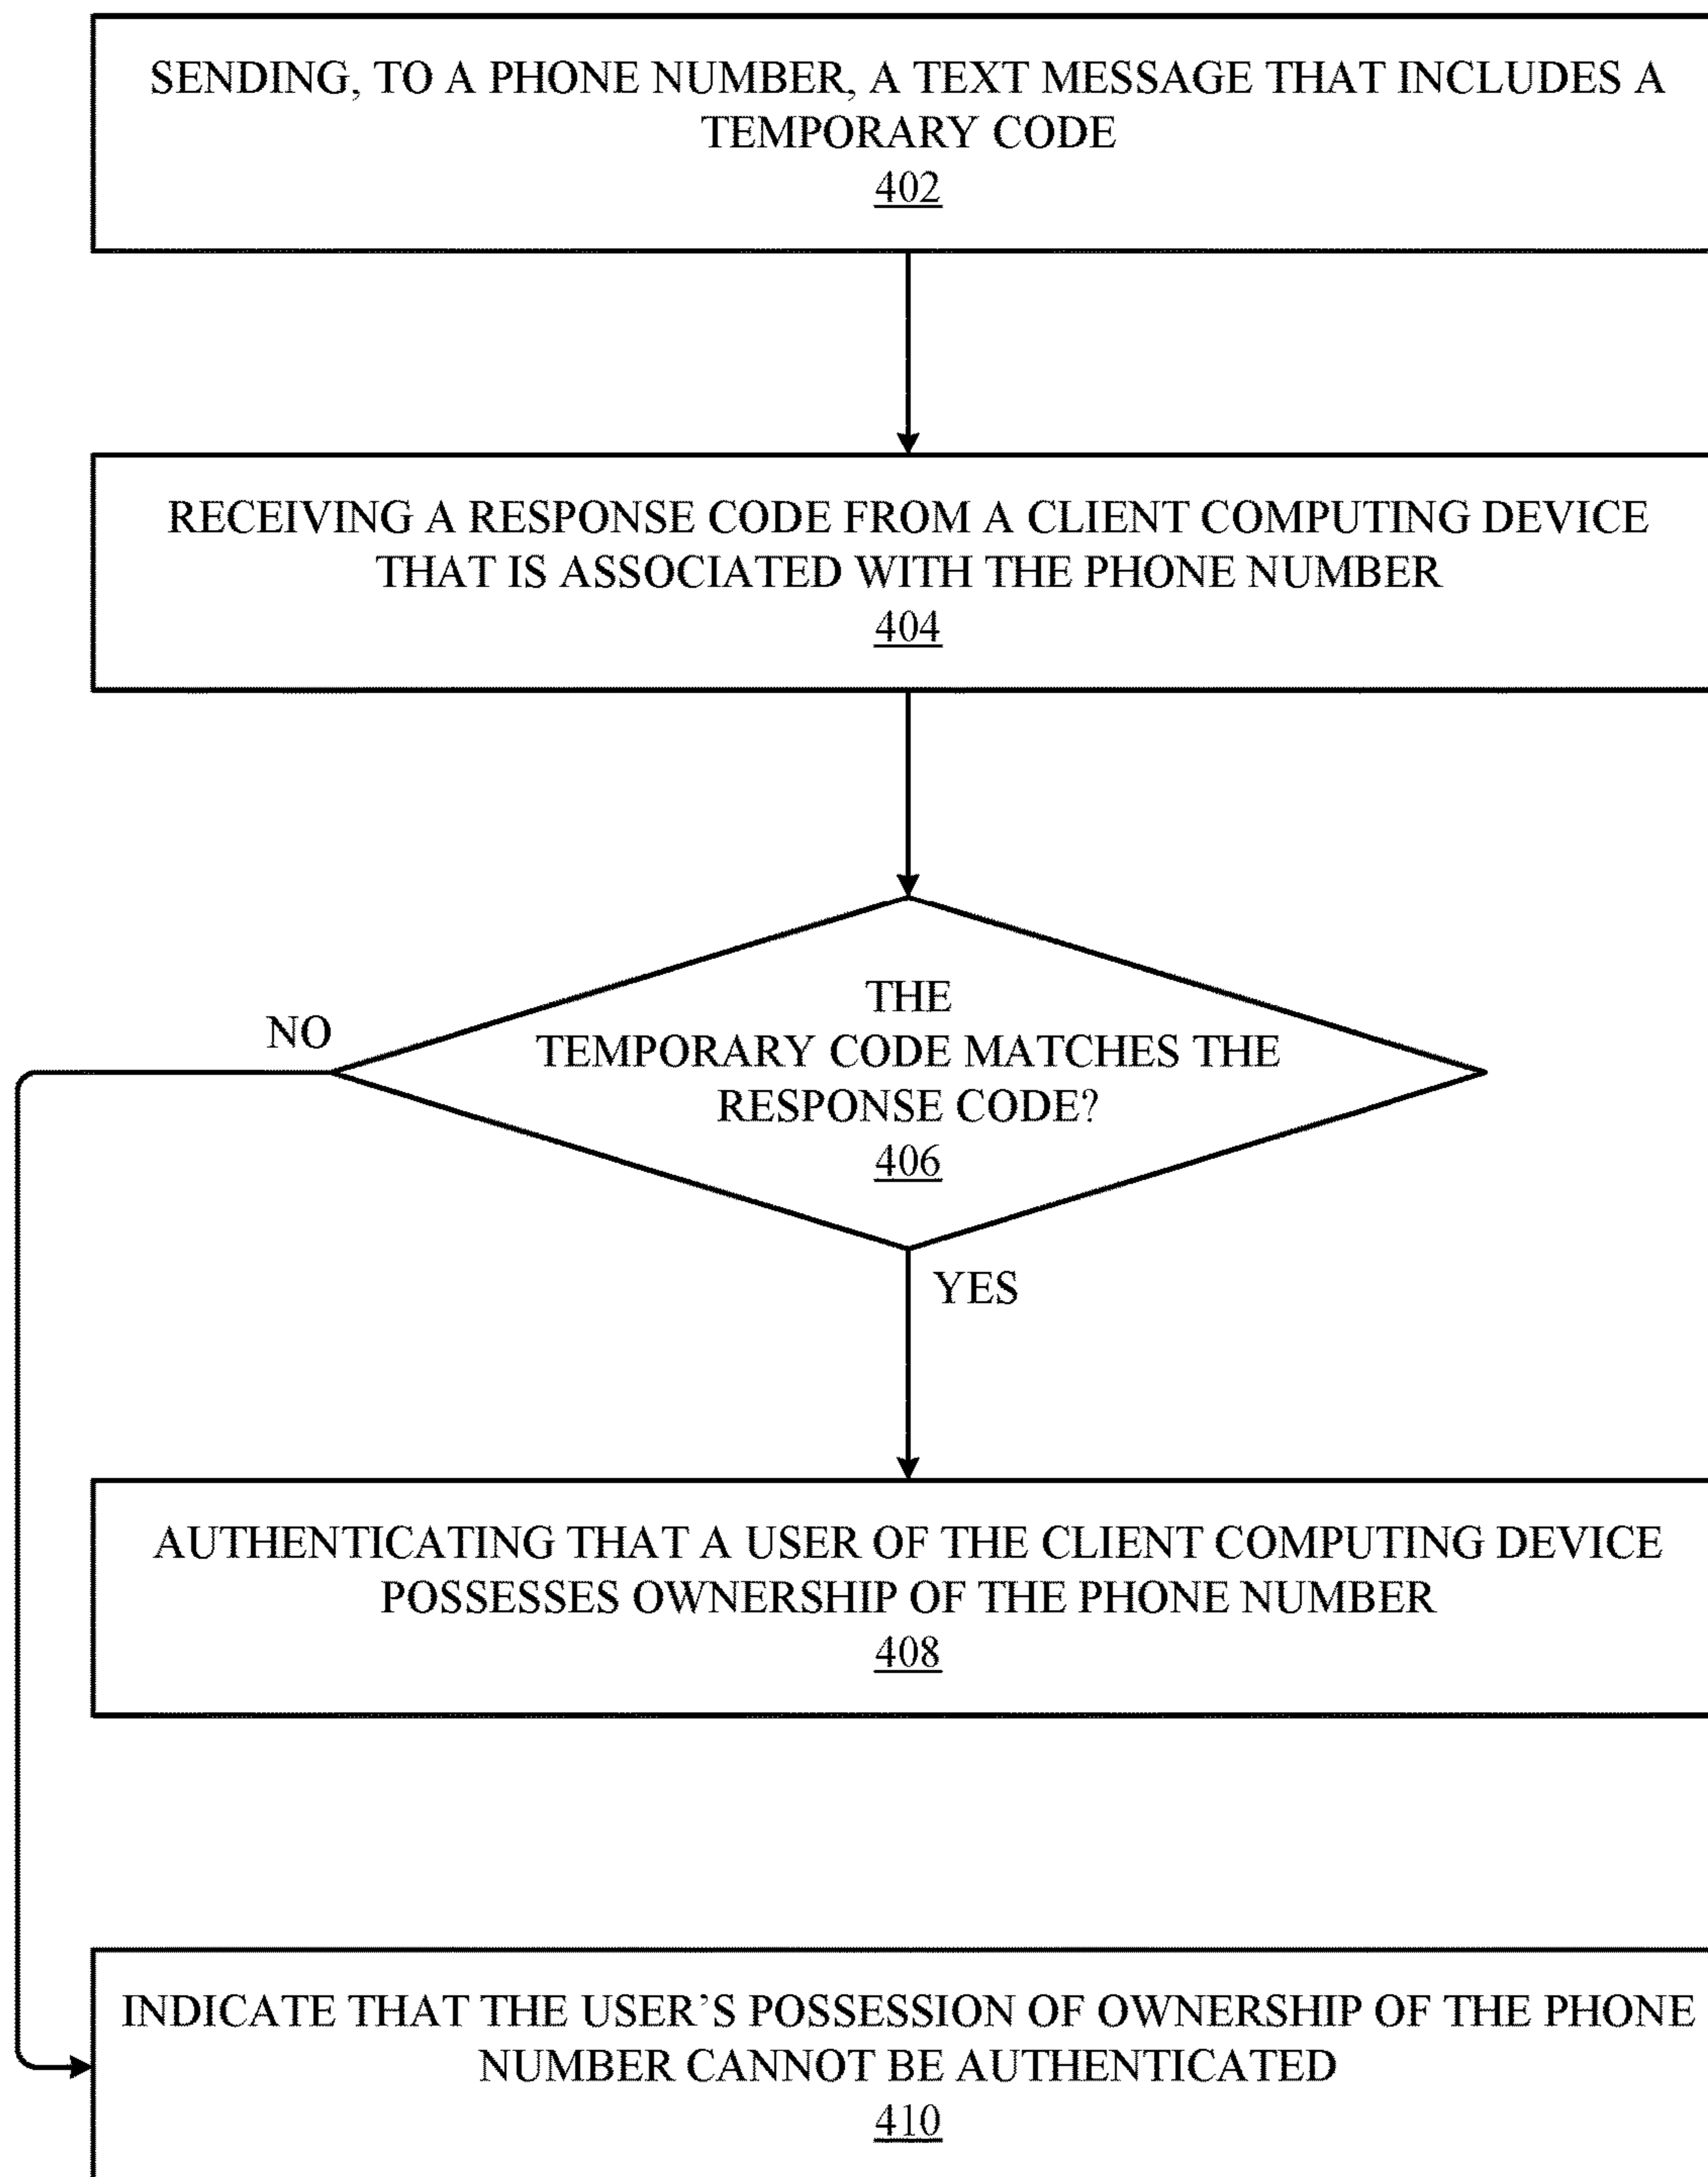 SENDING, TO A PHONE NUMBER, A TEXT MESSAGE THAT INCLUDES A
TEMPORARY CODE
402
RECEIVING A RESPONSE CODE FROM A CLIENT COMPUTING DEVICE
THAT IS ASSOCIATED WITH THE PHONE NUMBER
404
THE
TEMPORARY CODE MATCHES THE
RESPONSE CODE?
406
NO
YES
AUTHENTICATING THAT A USER OF THE CLIENT COMPUTING DEVICE
POSSESSES OWNERSHIP OF THE PHONE NUMBER
408
INDICATE THAT THE USER'S POSSESSION OF OWNERSHIP OF THE PHONE
NUMBER CANNOT BE AUTHENTICATED
410